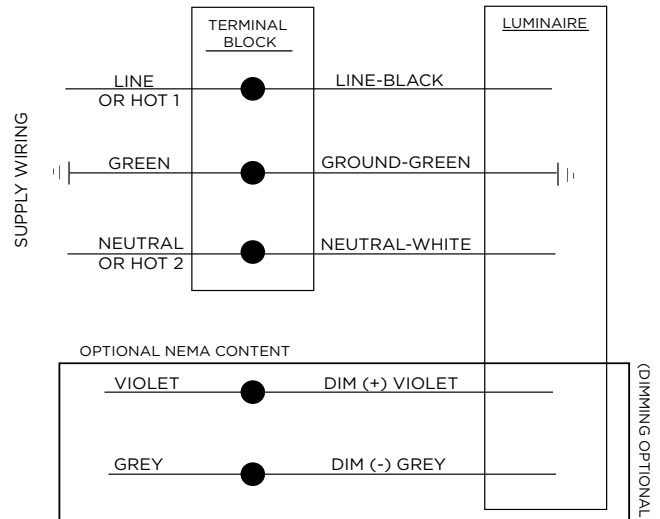 TERMINAL
BLOCK
LUMINAIRE
SUPPLY WIRING
LINE
OR HOT 1
LINE-BLACK
GREEN
GROUND-GREEN
NEUTRAL
OR HOT 2
NEUTRAL-WHITE
OPTIONAL NEMA CONTENT
VIOLET
DIM (+) VIOLET
GREY
DIM (-) GREY
(DIMMING OPTIONAL